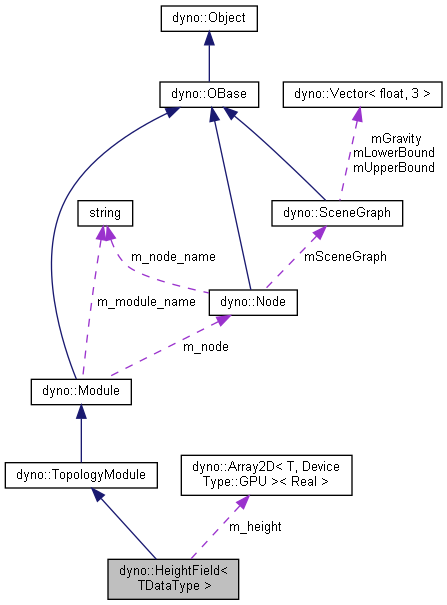 dyno::Object
dyno::OBase
dyno::Vector< float, 3 >
mGravity
mLowerBound
mUpperBound
string
dyno::SceneGraph
m_node_name
mSceneGraph
m_module_name
dyno::Node
m_node
dyno::Module
dyno::TopologyModule
dyno::Array2D< T, Device
Type::GPU >< Real >
m_height
dyno::HeightField<
TDataType >